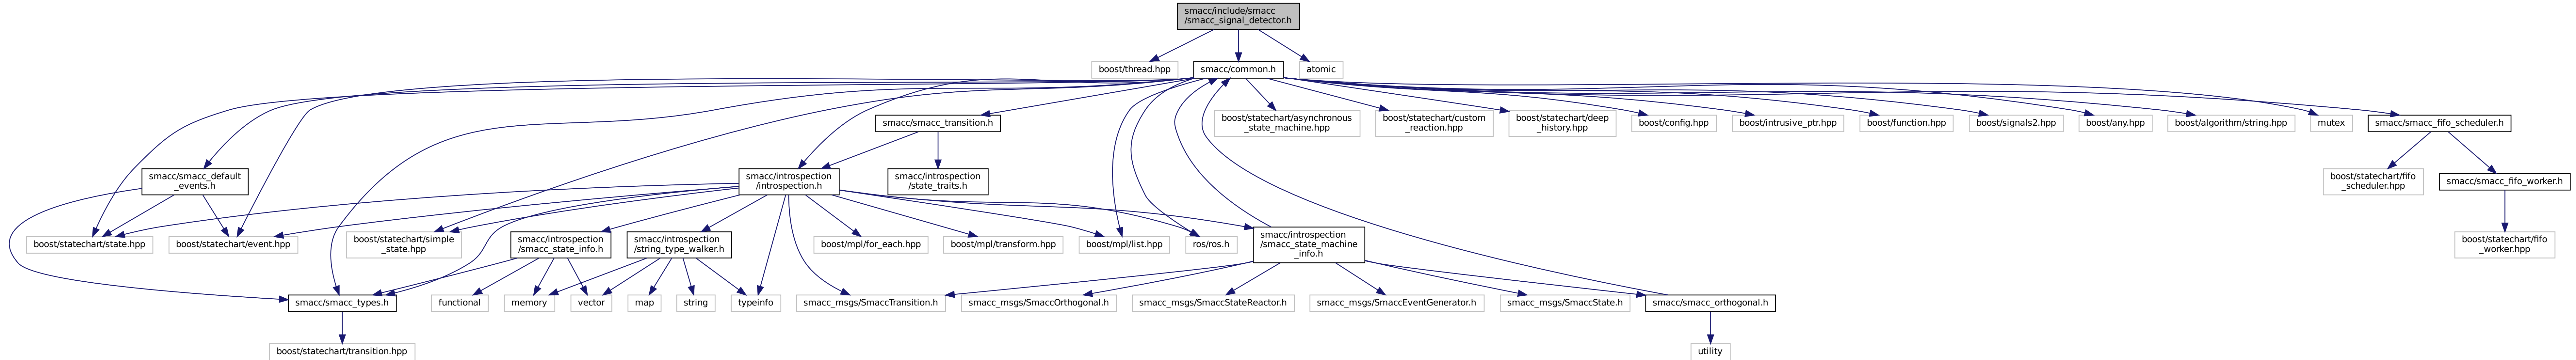 smacc/include/smacc
/smacc_signal_detector.h
boost/thread.hpp
smacc/common.h
atomic
smacc/smacc_transition.h
boost/statechart/asynchronous
_state_machine.hpp
boost/statechart/custom
_reaction.hpp
boost/statechart/deep
_history.hpp
boost/config.hpp
boost/intrusive_ptr.hpp
boost/function.hpp
boost/signals2.hpp
boost/any.hpp
boost/algorithm/string.hpp
mutex
smacc/smacc_fifo_scheduler.h
smacc/smacc_default
_events.h
smacc/introspection
/introspection.h
smacc/introspection
/state_traits.h
boost/statechart/fifo
_scheduler.hpp
smacc/smacc_fifo_worker.h
boost/statechart/state.hpp
boost/statechart/event.hpp
boost/statechart/simple
_state.hpp
smacc/introspection
/smacc_state_info.h
smacc/introspection
/string_type_walker.h
boost/mpl/for_each.hpp
boost/mpl/transform.hpp
boost/mpl/list.hpp
ros/ros.h
smacc/introspection
/smacc_state_machine
_info.h
boost/statechart/fifo
_worker.hpp
smacc/smacc_types.h
functional
memory
vector
map
string
typeinfo
smacc_msgs/SmaccTransition.h
smacc_msgs/SmaccOrthogonal.h
smacc_msgs/SmaccStateReactor.h
smacc_msgs/SmaccEventGenerator.h
smacc_msgs/SmaccState.h
smacc/smacc_orthogonal.h
boost/statechart/transition.hpp
utility